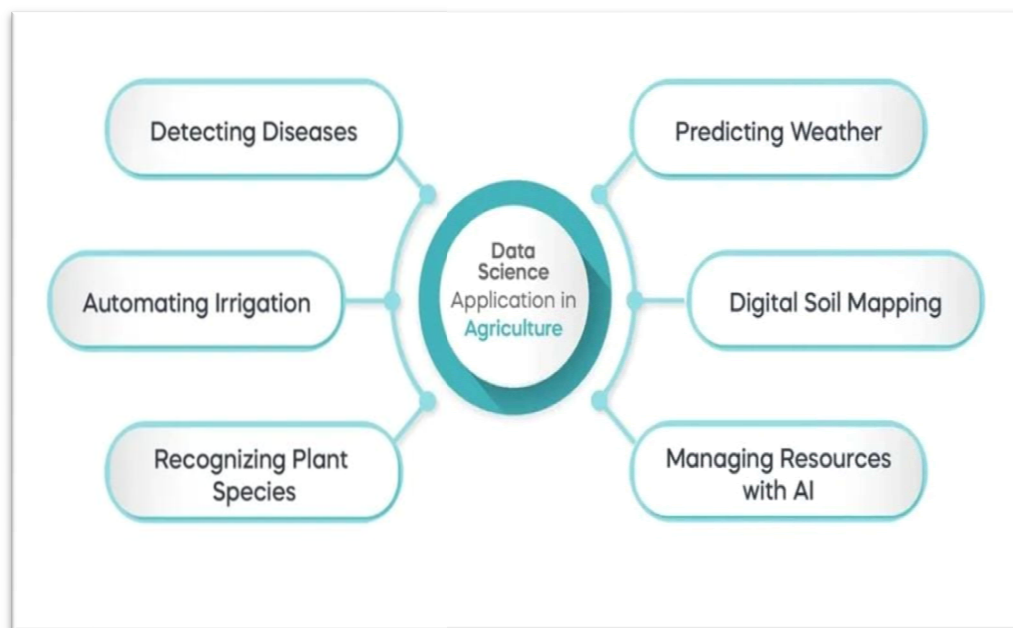 Detecting Diseases
Automating Irrigation
Recognizing Plant
Species
Data
Science
Application in
Agriculture
Predicting Weather
Digital Soil Mapping
Managing Resources
with AI